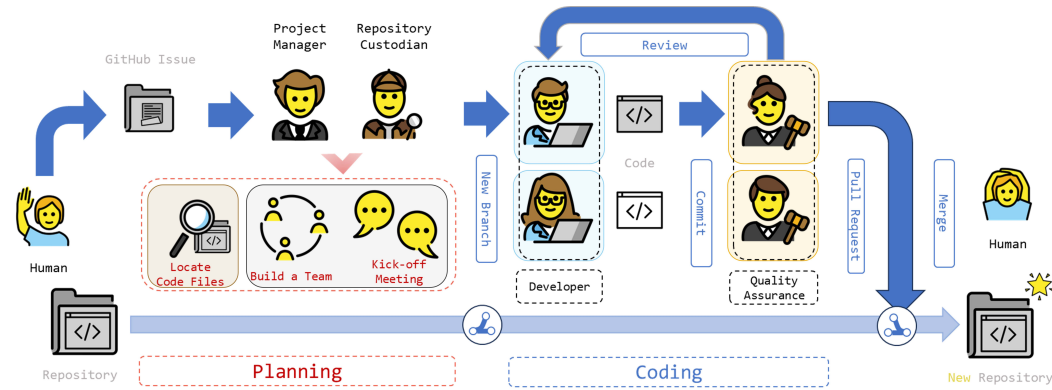 Project
Manager
Repository
Custodian
Review
GitHub Issue
</>
</>
Code
New Branch
Commit
Pull Request
Merge
Human
Human
</>
Locate
Code Files
Build a Team
Kick-off
Meeting
Developer
Quality
Assurance
</>
</>
Repository
New Repository
Planning
Coding